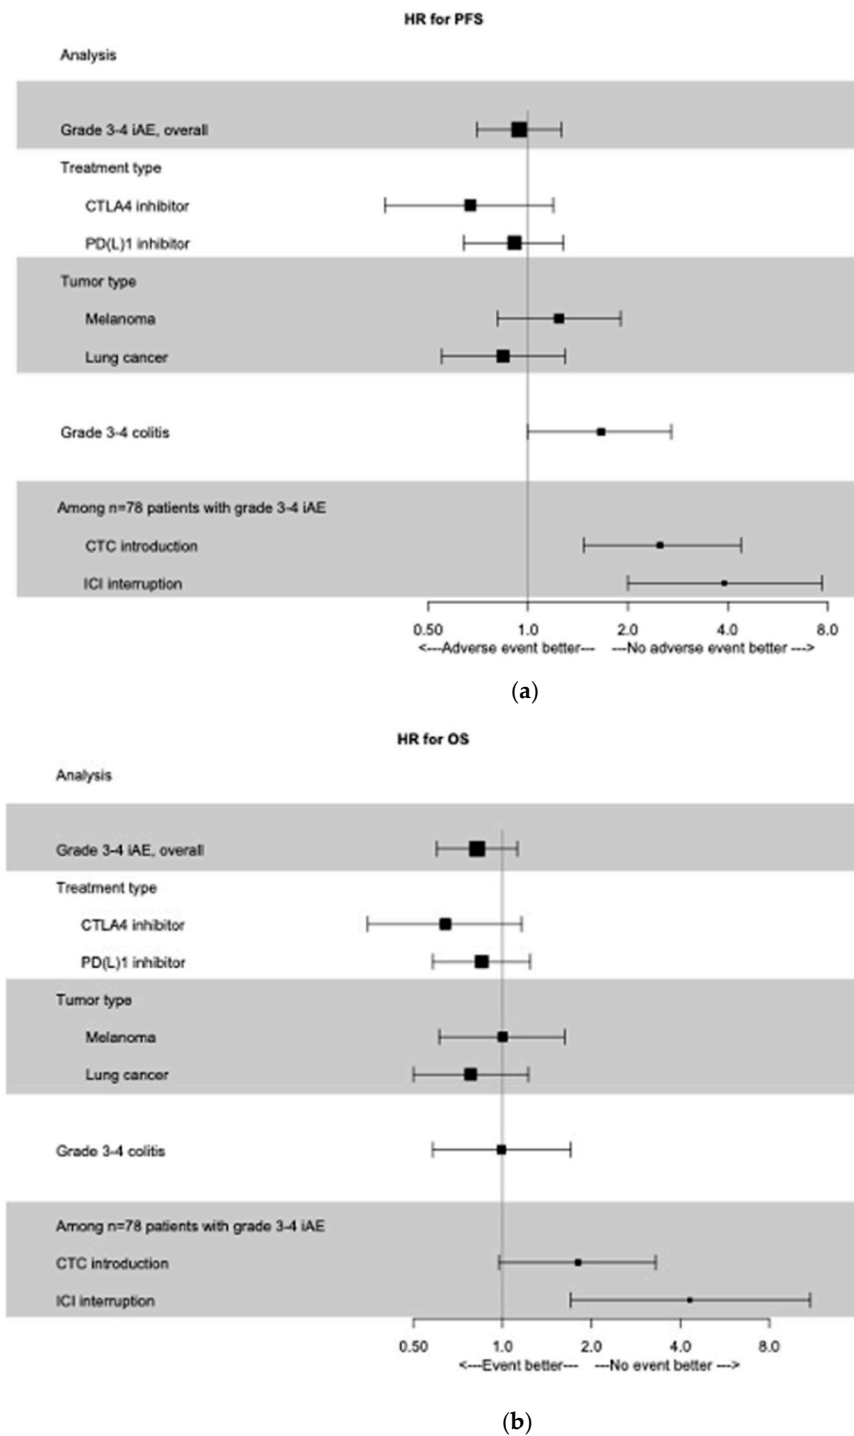 HR for PFS
Analysis
Grade 3-4 iAE, overall
Treatment type
CTLA4 inhibitor
PD(L)1 inhibitor
Tumor type
Melanoma
Lung cancer
Grade 3-4 colitis
Among n=78 patients with grade 3-4 iAE
CTC introduction
ICI interruption
0.50 1.0 2.0 4.0 8.0
<---Adverse event better--- ---No adverse event better --->
(a)
HR for OS
Analysis
Grade 3-4 iAE, overall
Treatment type
CTLA4 inhibitor
PD(L)1 inhibitor
Tumor type
Melanoma
Lung cancer
Grade 3-4 colitis
Among n=78 patients with grade 3-4 iAE
CTC introduction
ICI interruption
0.50 1.0 2.0 4.0 8.0
<---Event better--- ---No event better --->
(b)